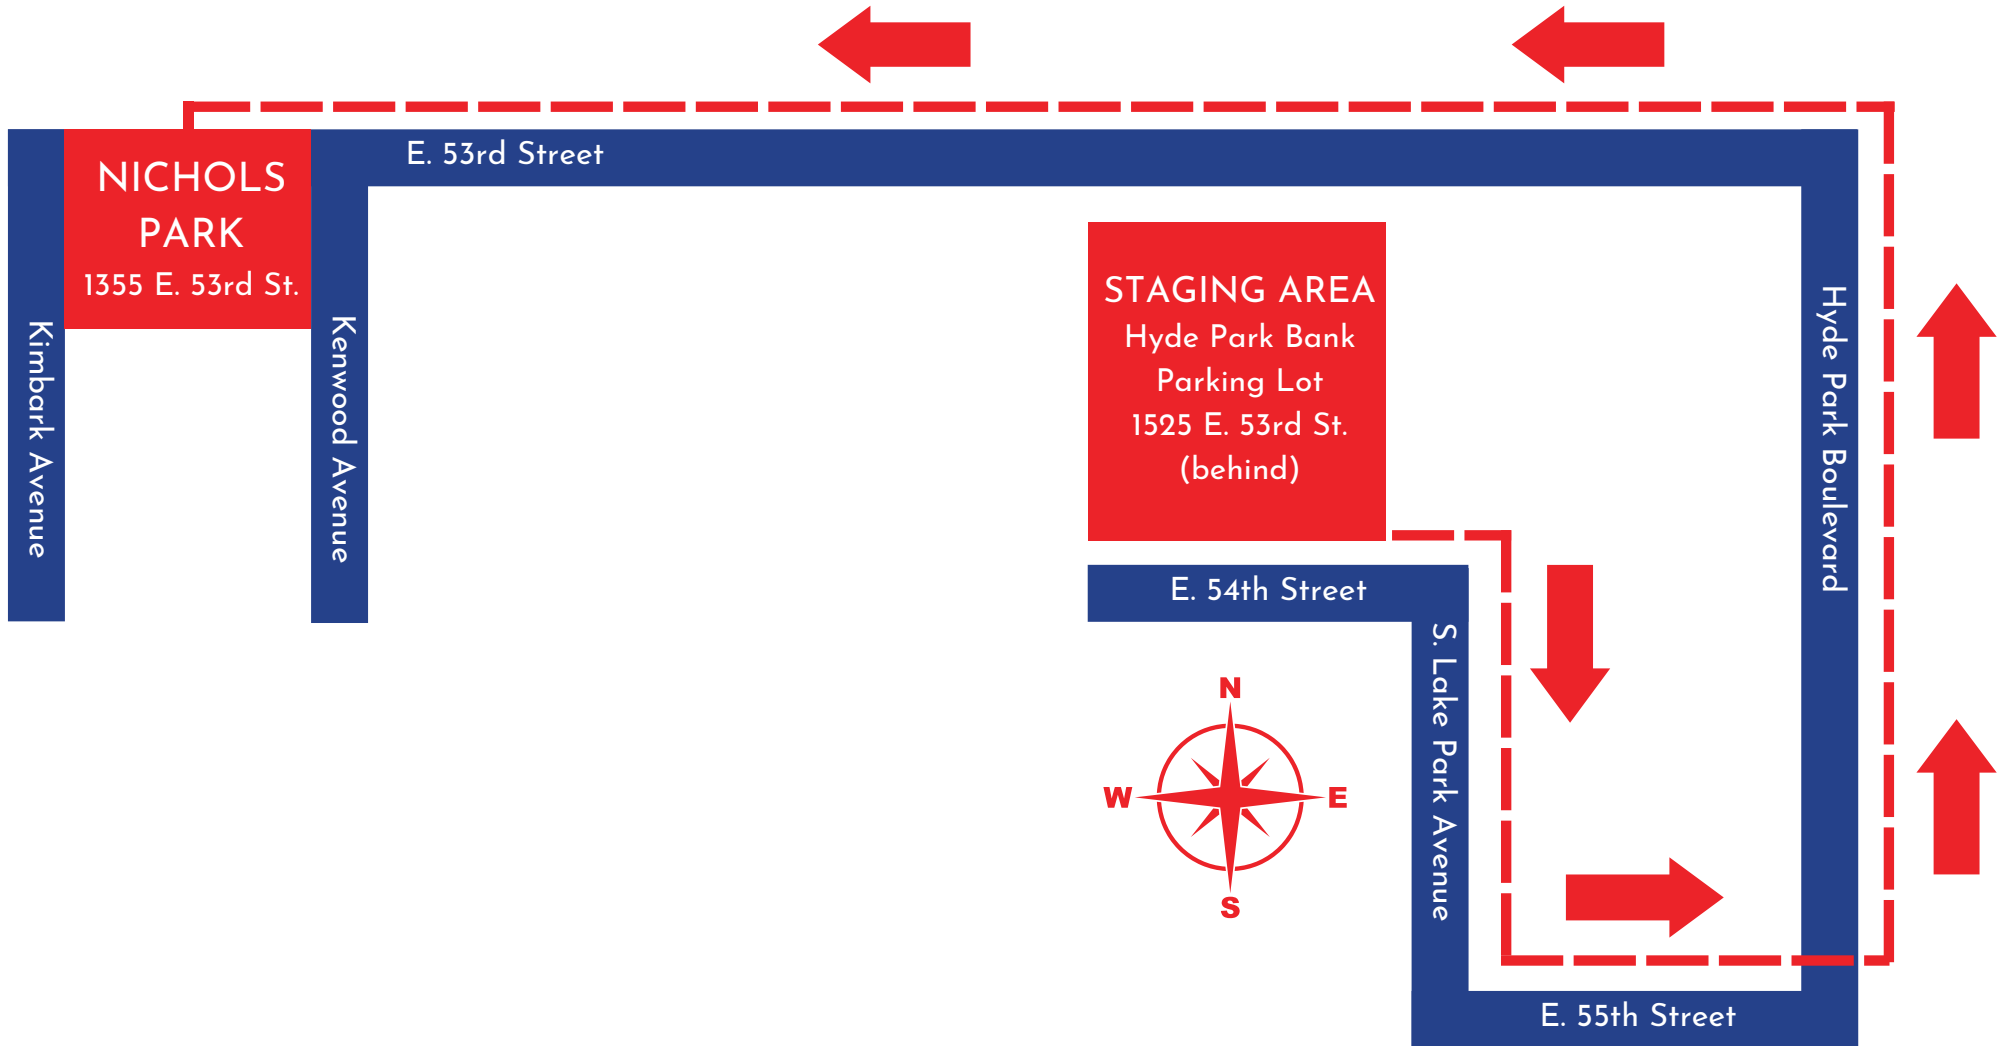 E. 53rd Street
NICHOLS
PARK
1355 E. 53rd St.
Kimbark Avenue
Kenwood Avenue
STAGING AREA
Hyde Park Bank
Parking Lot
1525 E. 53rd St.
(behind)
Hyde Park Boulevard
E. 54th Street
S. Lake Park Avenue
N
W
E
S
E. 55th Street